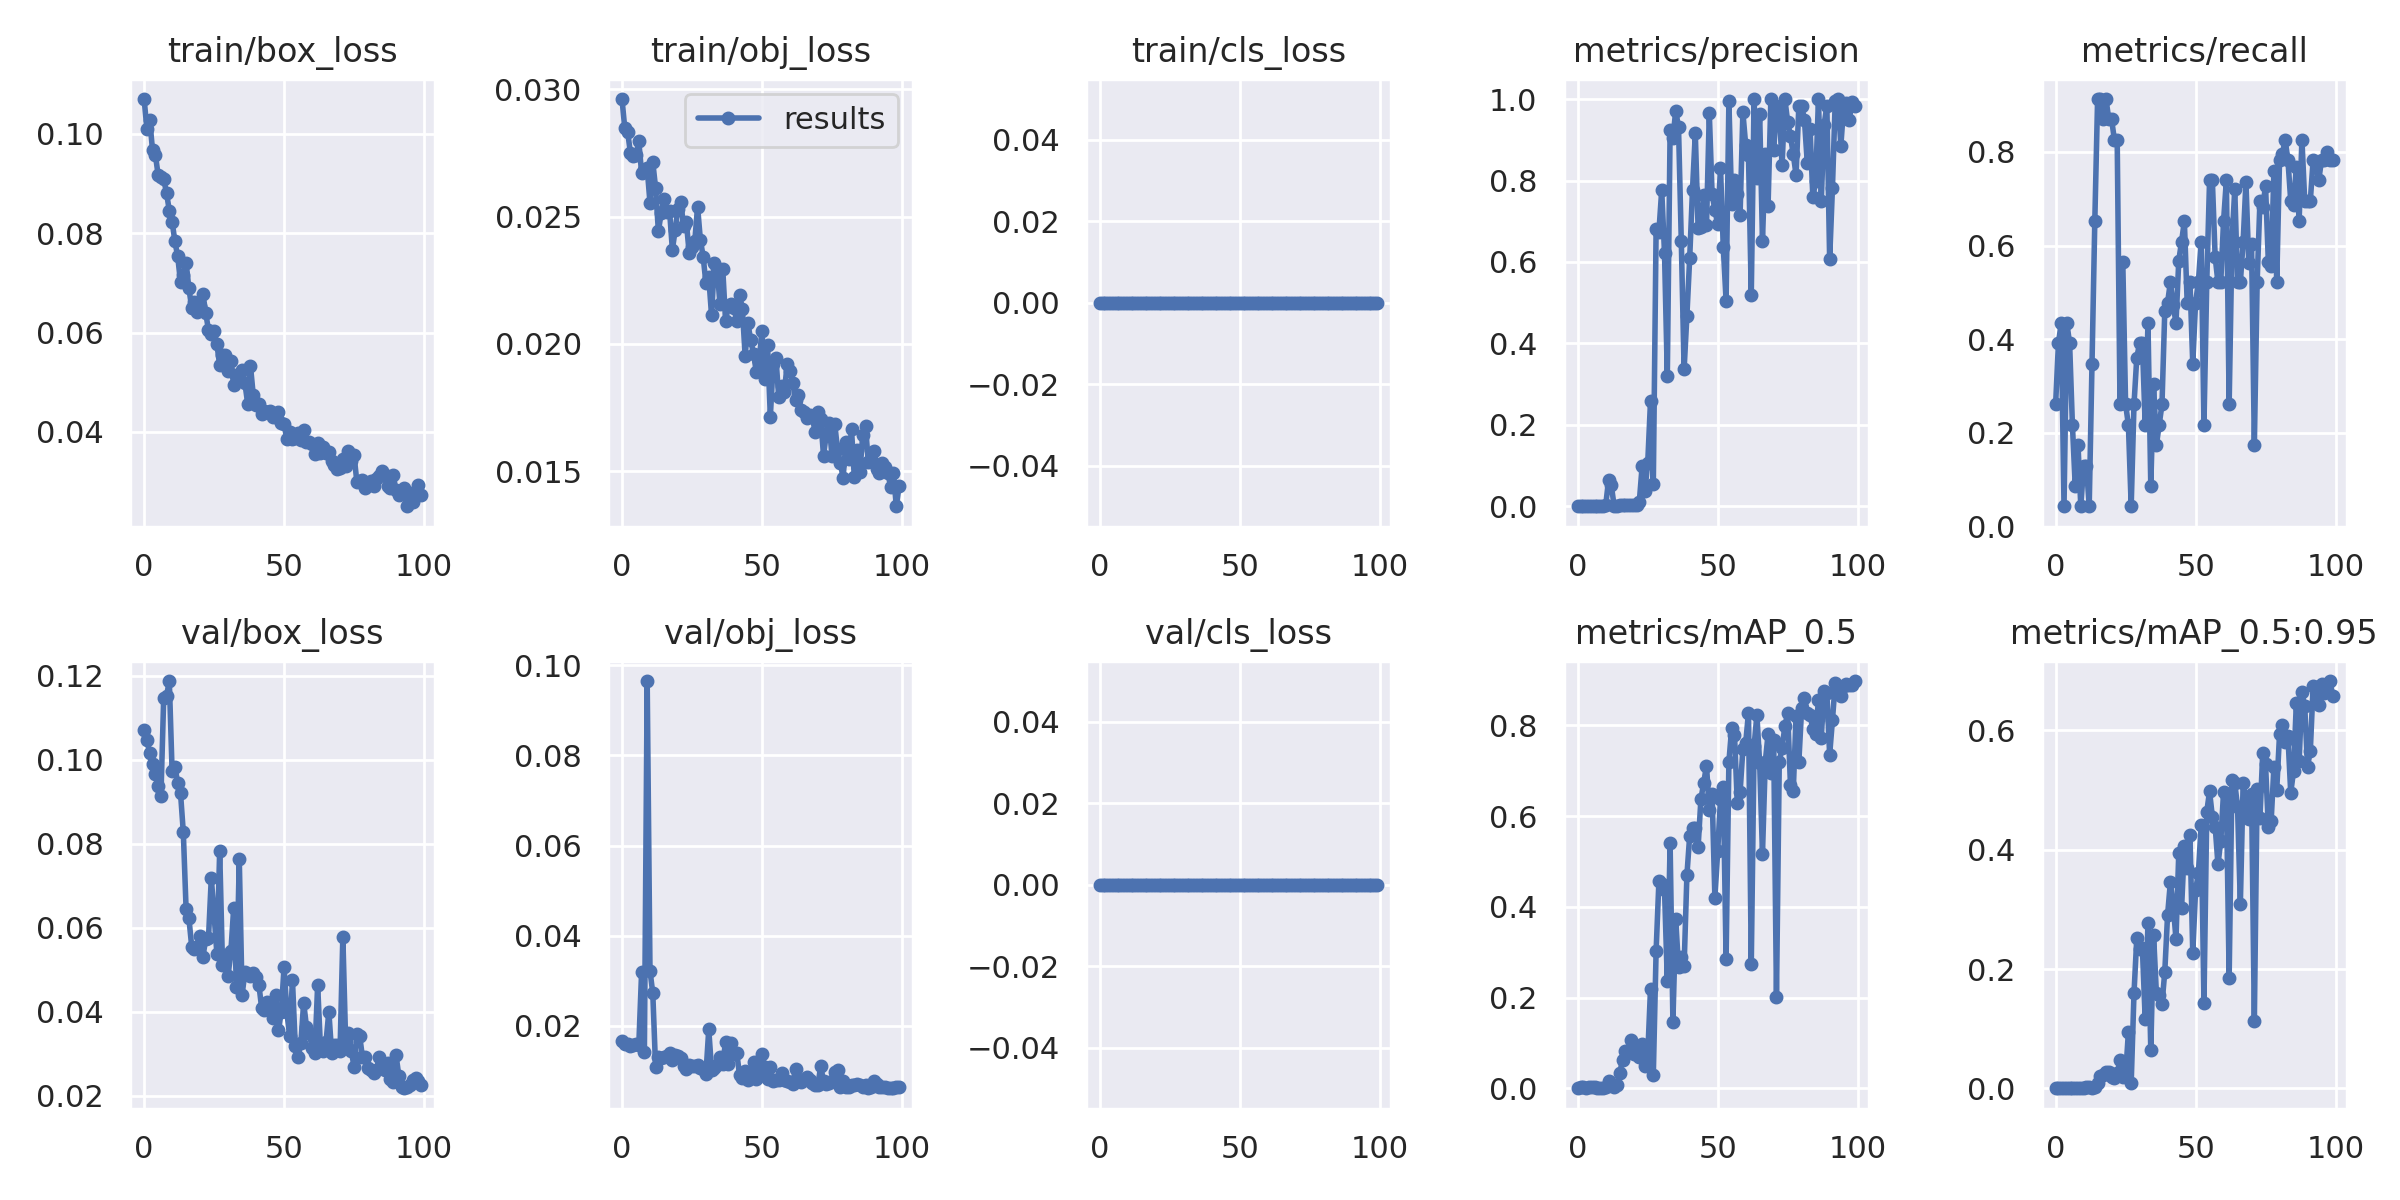 train/box_loss
train/obj_loss
train/cls_loss
metrics/precision
metrics/recall
results
0.10
0.08
0.06
0.04
0 50 100
0.030
0.025
0.020
0.015
0 50 100
0.04
0.02
0.00
−0.02
−0.04
0 50 100
1.0
0.8
0.6
0.4
0.2
0.0
0 50 100
0.8
0.6
0.4
0.2
0.0
0 50 100
val/box_loss
val/obj_loss
val/cls_loss
metrics/mAP_0.5
metrics/mAP_0.5:0.95
0.12
0.10
0.08
0.06
0.04
0.02
0 50 100
0.10
0.08
0.06
0.04
0.02
0 50 100
0.04
0.02
0.00
−0.02
−0.04
0 50 100
0.8
0.6
0.4
0.2
0.0
0 50 100
0.6
0.4
0.2
0.0
0 50 100